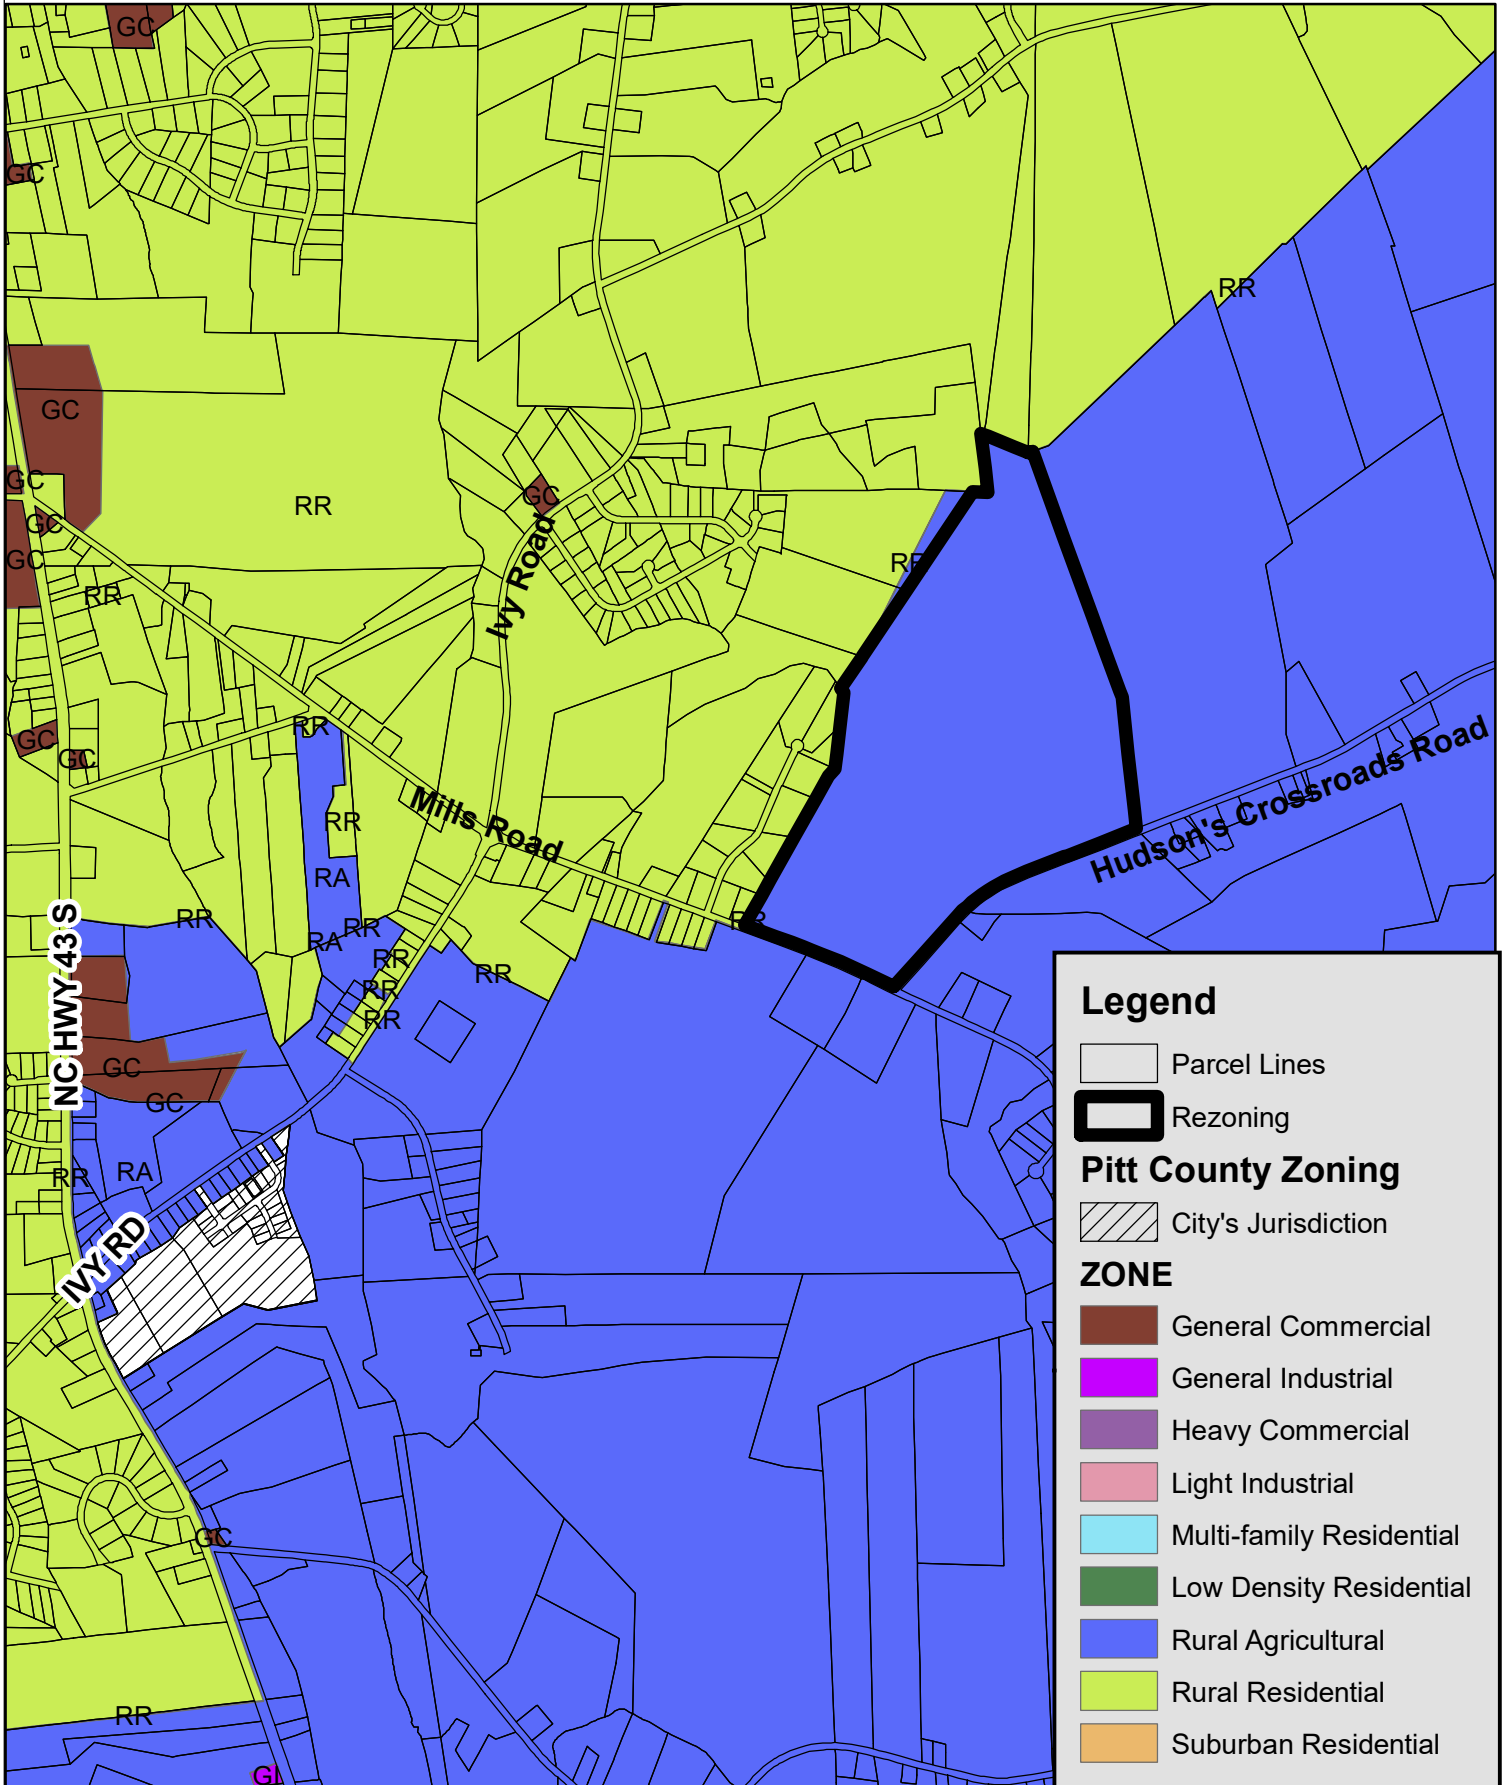 GC
GC
RR
GC
GC
RR
GC
GC
GC
RR
RR
Ivy Road
RR
GC
GC
Hudson's Crossroads Road
Mills Road
RR
RA
RR
RR
RR
RA
RR
RR
RR
RR
NC HWY 43 S
GC
GC
RR
RA
IVY RD
GC
RR
GI
Legend
Parcel Lines
Rezoning
Pitt County Zoning
City's Jurisdiction
ZONE
General Commercial
General Industrial
Heavy Commercial
Light Industrial
Multi-family Residential
Low Density Residential
Rural Agricultural
Rural Residential
Suburban Residential